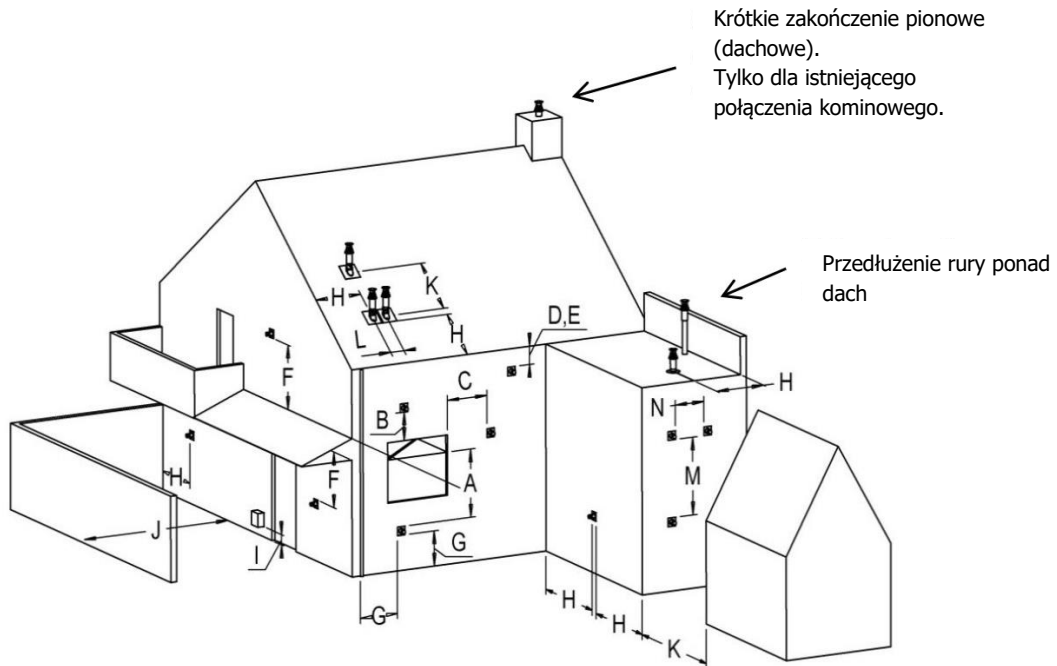 Krótkie zakończenie pionowe
(dachowe).
Tylko dla istniejącego
połączenia kominowego.
Przedłużenie rury ponad
dach
K
H
L
H
D,E
F
C
B
H
N
A
M
F
H
J
I
G
G
H
H
K